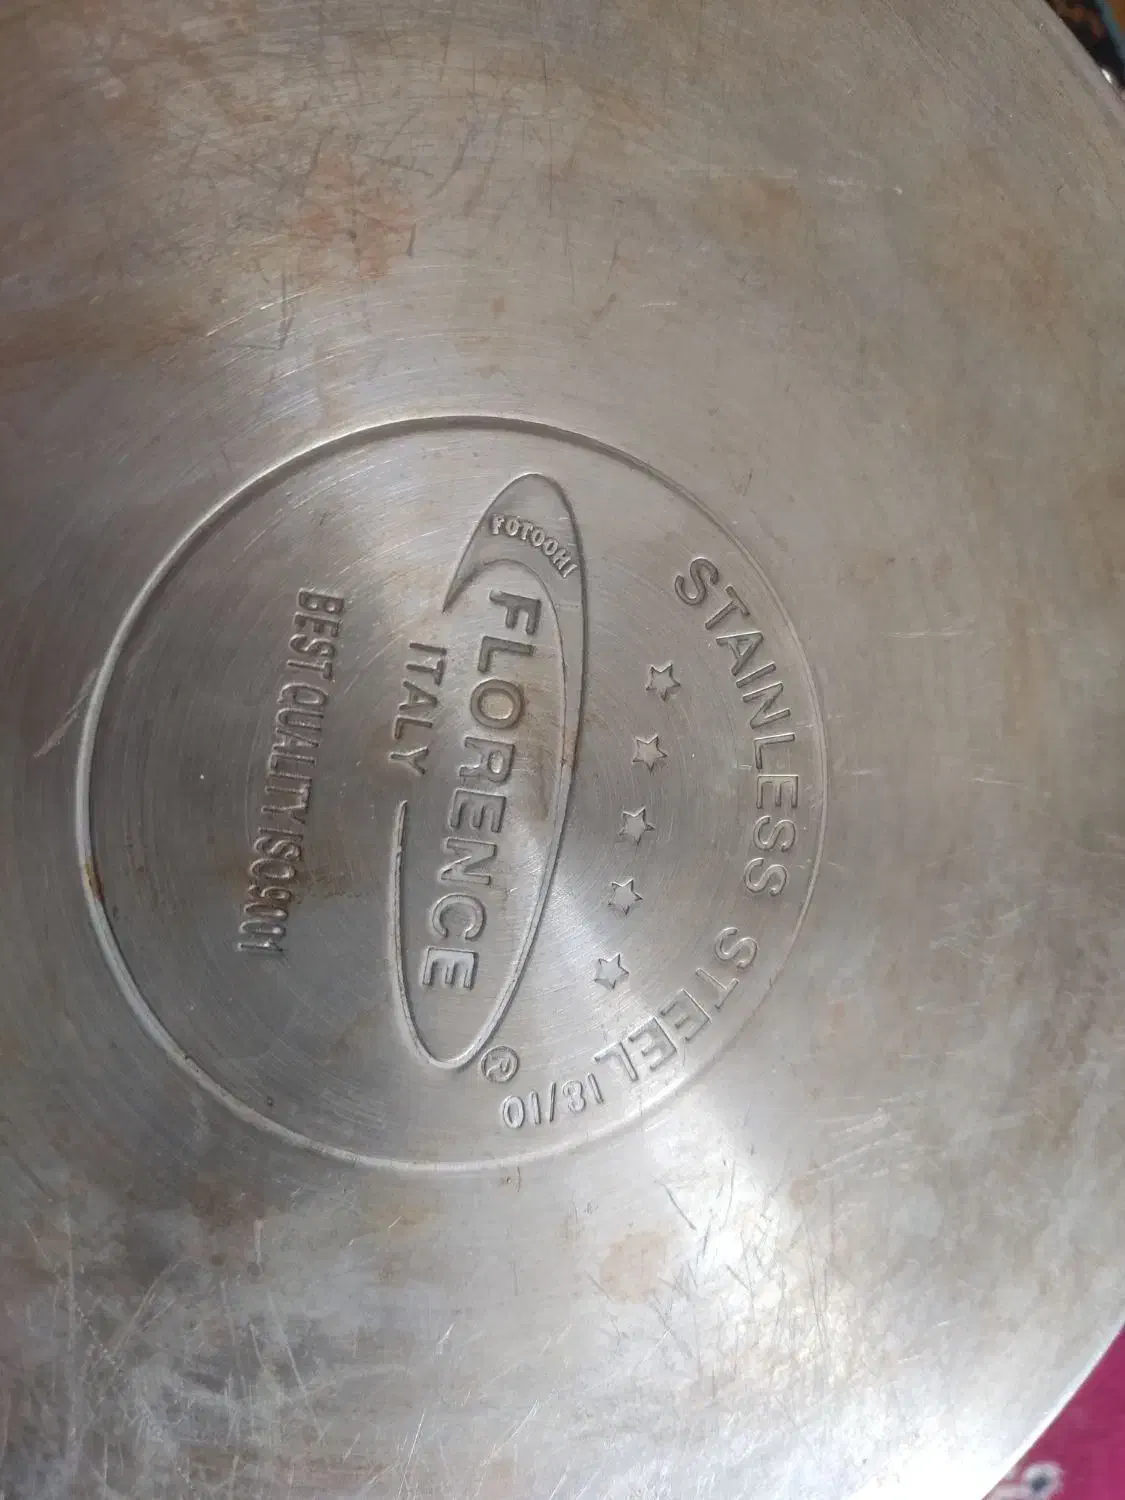 STAINLESS STEEL 18/10
FOTOOHI
FLORENCE ®
ITALY
BEST QUALITY ISO9001